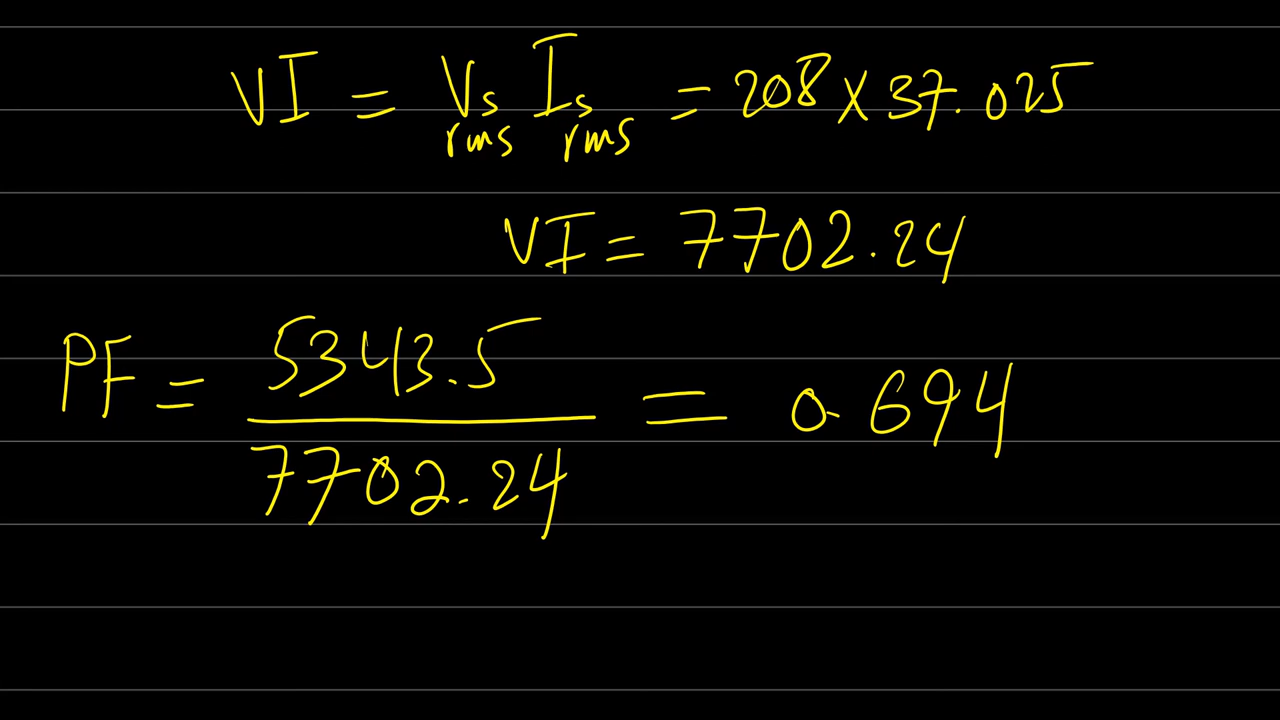 VI = Vs rms Is rms = 208 × 37.025
VI = 7702.24
PF = 5343.5 / 7702.24 = 0.694